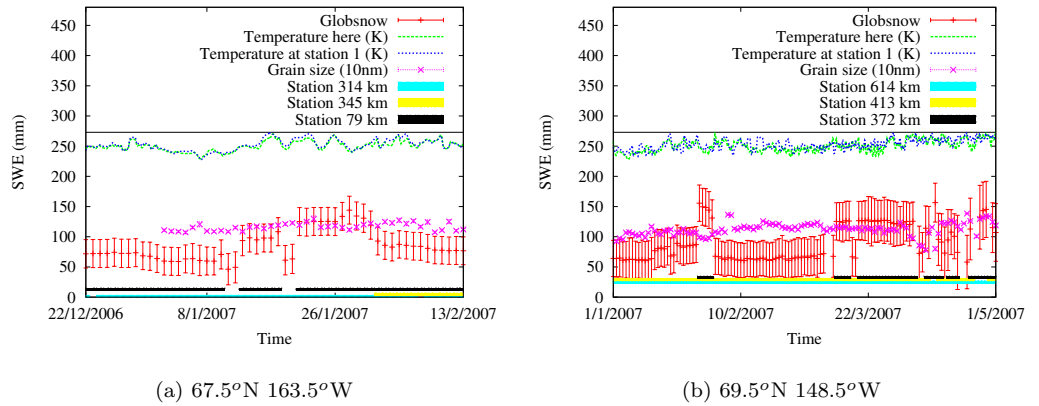 Globsnow
Temperature here (K)
Temperature at station 1 (K)
Grain size (10nm)
Station 314 km
Station 345 km
Station 79 km
450
400
350
300
250
200
150
100
50
0
SWE (mm)
22/12/2006 8/1/2007 26/1/2007 13/2/2007
Time
(a) 67.5°N 163.5°W
Globsnow
Temperature here (K)
Temperature at station 1 (K)
Grain size (10nm)
Station 614 km
Station 413 km
Station 372 km
450
400
350
300
250
200
150
100
50
0
SWE (mm)
1/1/2007 10/2/2007 22/3/2007 1/5/2007
Time
(b) 69.5°N 148.5°W